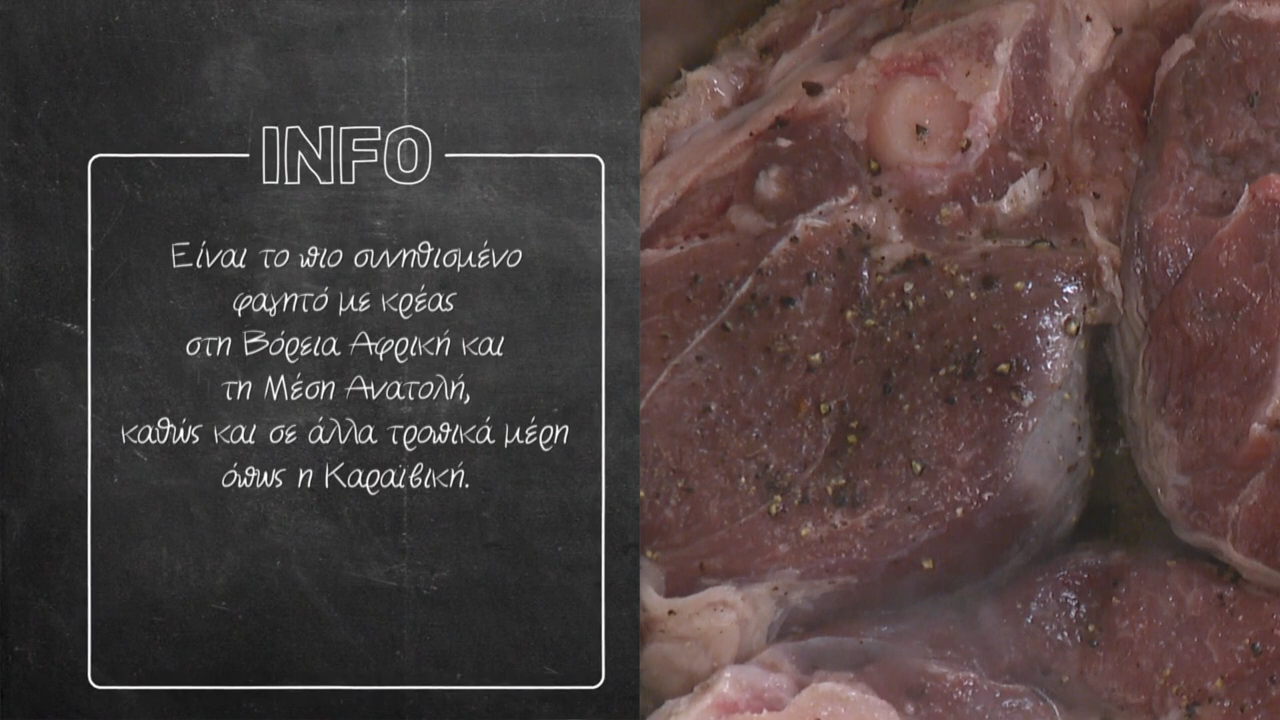 INFO
Είναι το πιο συνηθισμένο
φαγητό με κρέας
στη Βόρεια Αφρική και
τη Μέση Ανατολή,
καθώς και σε άλλα τροπικά μέρη
όπως η Καραϊβική.